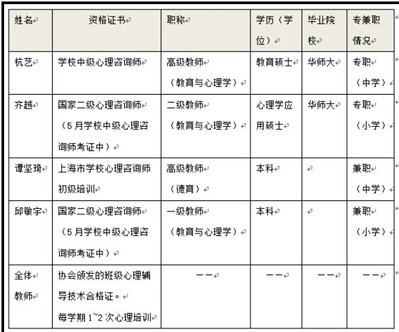 姓名 资格证书 职称 学历（学位） 毕业院校 专兼职情况
杭艺 学校中级心理咨询师 高级教师（教育与心理学） 教育硕士 华师大 专职（中学）
齐越 国家二级心理咨询师（5月学校中级心理咨询师考证中） 二级教师（教育与心理学） 心理学应用硕士 华师大 专职（小学）
谭坚琦 上海市学校心理咨询师初级培训 高级教师（德育） 本科 兼职（中学）
邱敏宇 国家二级心理咨询师（5月学校中级心理咨询师考证中） 一级教师（教育与心理学） 本科 兼职（小学）
全体教师 协会颁发的班级心理辅导技术合格证。每学期1~2次心理培训 —— —— —— ——